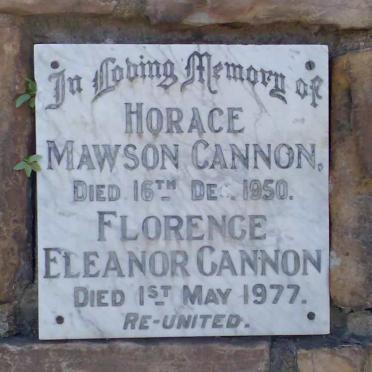 In Loving Memory of
HORACE
MAWSON CANNON.
DIED 16TH DEC. 1950.
FLORENCE
ELEANOR CANNON
DIED 1ST MAY 1977.
RE-UNITED.